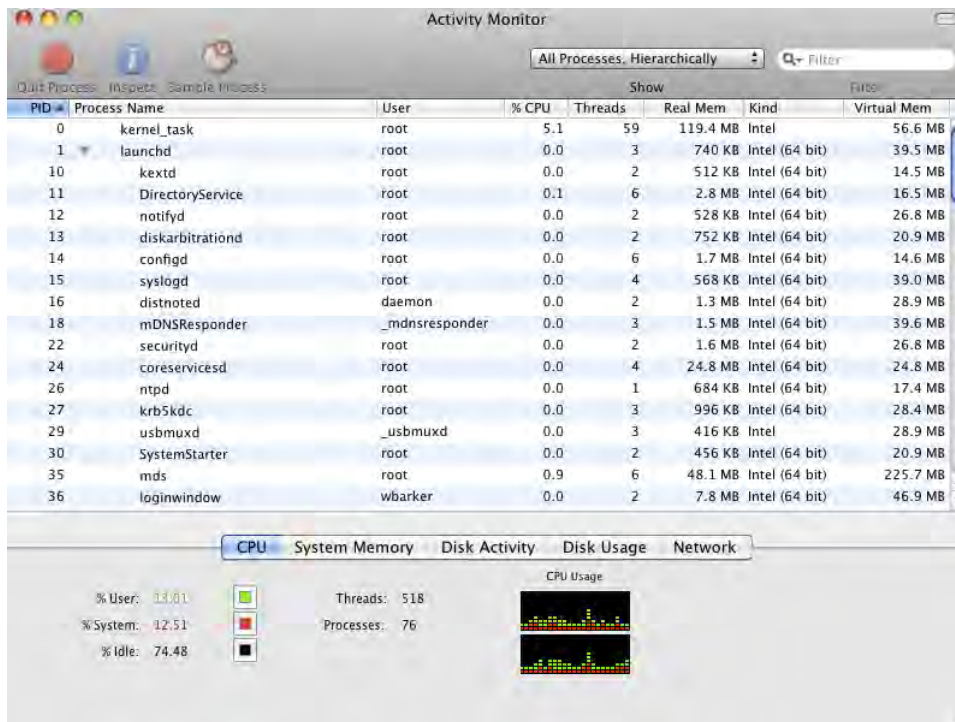 Activity Monitor
All Processes, Hierarchically
Filter
Quit Process Inspect Sample Process Show Filter
PID Process Name User % CPU Threads Real Mem Kind Virtual Mem
0 kernel_task root 5.1 59 119.4 MB Intel 56.6 MB
1 launchd root 0.0 3 740 KB Intel (64 bit) 39.5 MB
10 kextd root 0.0 2 512 KB Intel (64 bit) 14.5 MB
11 DirectoryService root 0.1 6 2.8 MB Intel (64 bit) 16.5 MB
12 notifyd root 0.0 2 528 KB Intel (64 bit) 26.8 MB
13 diskarbitrationd root 0.0 2 752 KB Intel (64 bit) 20.9 MB
14 configd root 0.0 6 1.7 MB Intel (64 bit) 14.6 MB
15 syslogd root 0.0 4 568 KB Intel (64 bit) 39.0 MB
16 distnoted daemon 0.0 2 1.3 MB Intel (64 bit) 28.9 MB
18 mDNSResponder _mdnsresponder 0.0 3 1.5 MB Intel (64 bit) 39.6 MB
22 securityd root 0.0 2 1.6 MB Intel (64 bit) 26.8 MB
24 coreservicesd root 0.0 4 24.8 MB Intel (64 bit) 24.8 MB
26 ntpd root 0.0 1 684 KB Intel (64 bit) 17.4 MB
27 krb5kdc root 0.0 3 996 KB Intel (64 bit) 28.4 MB
29 usbmuxd _usbmuxd 0.0 3 416 KB Intel 28.9 MB
30 SystemStarter root 0.0 2 456 KB Intel (64 bit) 20.9 MB
35 mds root 0.9 6 48.1 MB Intel (64 bit) 225.7 MB
36 loginwindow wbarker 0.0 2 7.8 MB Intel (64 bit) 46.9 MB
CPU System Memory Disk Activity Disk Usage Network
CPU Usage
% User: 13.01 Threads: 518
% System: 12.51 Processes: 76
% Idle: 74.48